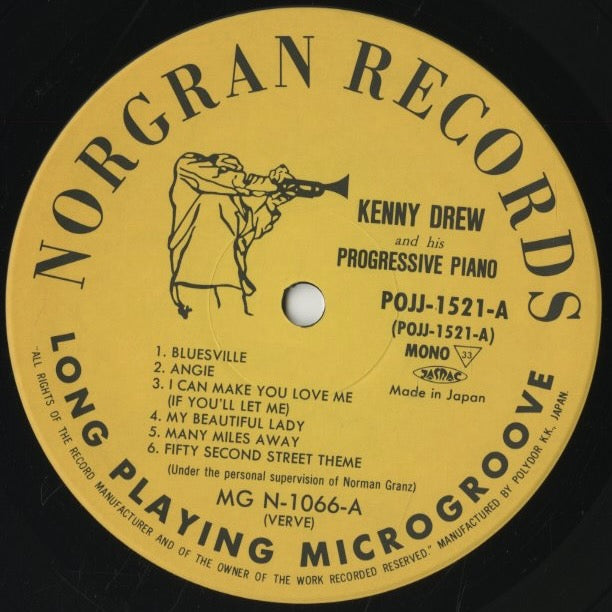 NORGRAN RECORDS
KENNY DREW
and his
PROGRESSIVE PIANO
POJJ-1521-A
(POJJ-1521-A)
MONO 33
JASRAC
Made in Japan
1. BLUESVILLE
2. ANGIE
3. I CAN MAKE YOU LOVE ME
(IF YOU'LL LET ME)
4. MY BEAUTIFUL LADY
5. MANY MILES AWAY
6. FIFTY SECOND STREET THEME
(Under the personal supervision of Norman Granz)
MG N-1066-A
(VERVE)
LONG PLAYING MICROGROOVE
"ALL RIGHTS OF THE RECORD MANUFACTURER AND OF THE OWNER OF THE WORK RECORDED RESERVED." MANUFACTURED BY POLYDOR K.K., JAPAN.